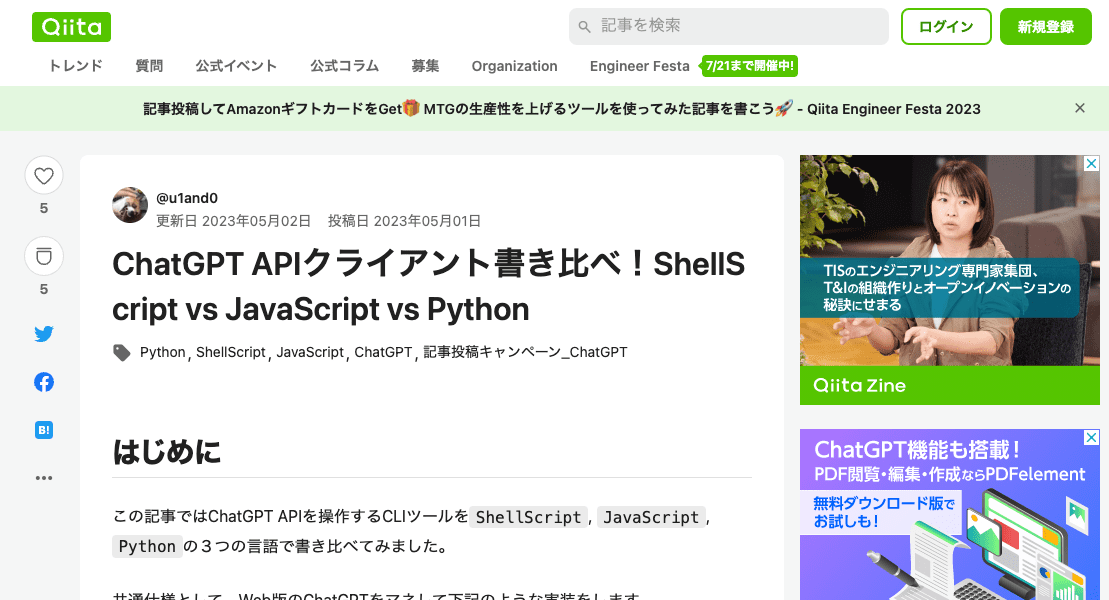 Qiita
記事を検索
ログイン
新規登録
トレンド 質問 公式イベント 公式コラム 募集 Organization Engineer Festa 7/21まで開催中!
記事投稿してAmazonギフトカードをGet🎁 MTGの生産性を上げるツールを使ってみた記事を書こう🚀 - Qiita Engineer Festa 2023
5
5
B!
@u1and0
更新日 2023年05月02日 投稿日 2023年05月01日
ChatGPT APIクライアント書き比べ！ShellS
cript vs JavaScript vs Python
Python, ShellScript, JavaScript, ChatGPT, 記事投稿キャンペーン_ChatGPT
はじめに
この記事ではChatGPT APIを操作するCLIツールを ShellScript, JavaScript,
Python の３つの言語で書き比べてみました。
共通仕様として、Web版のChatGPTをマネして下記のような実装をします。
TISのエンジニアリング専門家集団、
T&Iの組織作りとオープンイノベーションの
秘訣にせまる
Qiita Zine
ChatGPT機能も搭載！
PDF閲覧・編集・作成ならPDFelement
無料ダウンロード版で
お試しも！